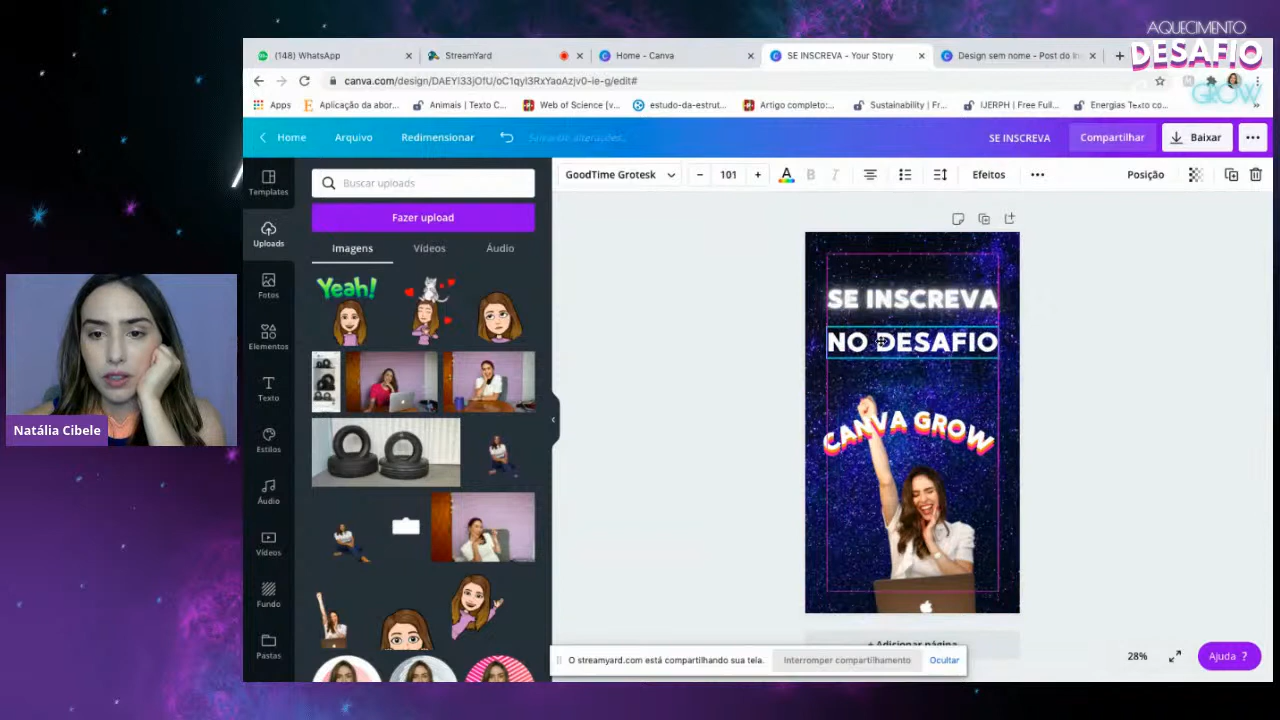 AQUECIMENTO
DESAFIO
GROW
(148) WhatsApp
StreamYard
Home - Canva
SE INSCREVA - Your Story
Design sem nome - Post do In
canva.com/design/DAEYl33jOfU/oC1qyl3RxYaoAzjv0-ie-g/edit#
Apps
Aplicação da abor...
Animais | Texto C...
Web of Science [v...
estudo-da-estrut...
Artigo completo:...
Sustainability | Fr...
IJERPH | Free Full...
Energias Texto co...
Home
Arquivo
Redimensionar
Salvando alterações...
SE INSCREVA
Compartilhar
Baixar
Templates
Uploads
Fotos
Elementos
Texto
Estilos
Áudio
Vídeos
Fundo
Pastas
Buscar uploads
Fazer upload
Imagens
Vídeos
Áudio
Yeah!
GoodTime Grotesk
101
A
B
I
Efeitos
Posição
SE INSCREVA
NO DESAFIO
CANVA GROW
+ Adicionar página
O streamyard.com está compartilhando sua tela.
Interromper compartilhamento
Ocultar
28%
Ajuda ?
Natália Cibele